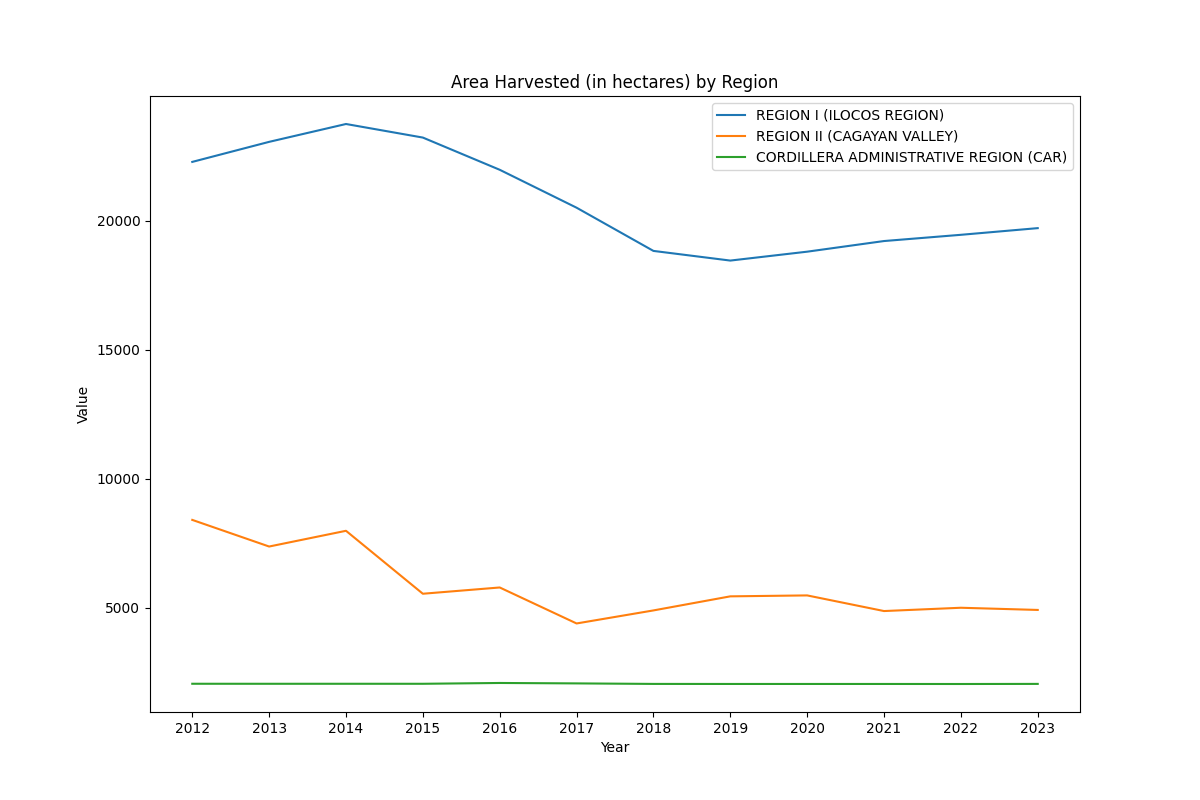 Area Harvested (in hectares) by Region
REGION I (ILOCOS REGION)
REGION II (CAGAYAN VALLEY)
CORDILLERA ADMINISTRATIVE REGION (CAR)
Value
20000
15000
10000
5000
2012 2013 2014 2015 2016 2017 2018 2019 2020 2021 2022 2023
Year